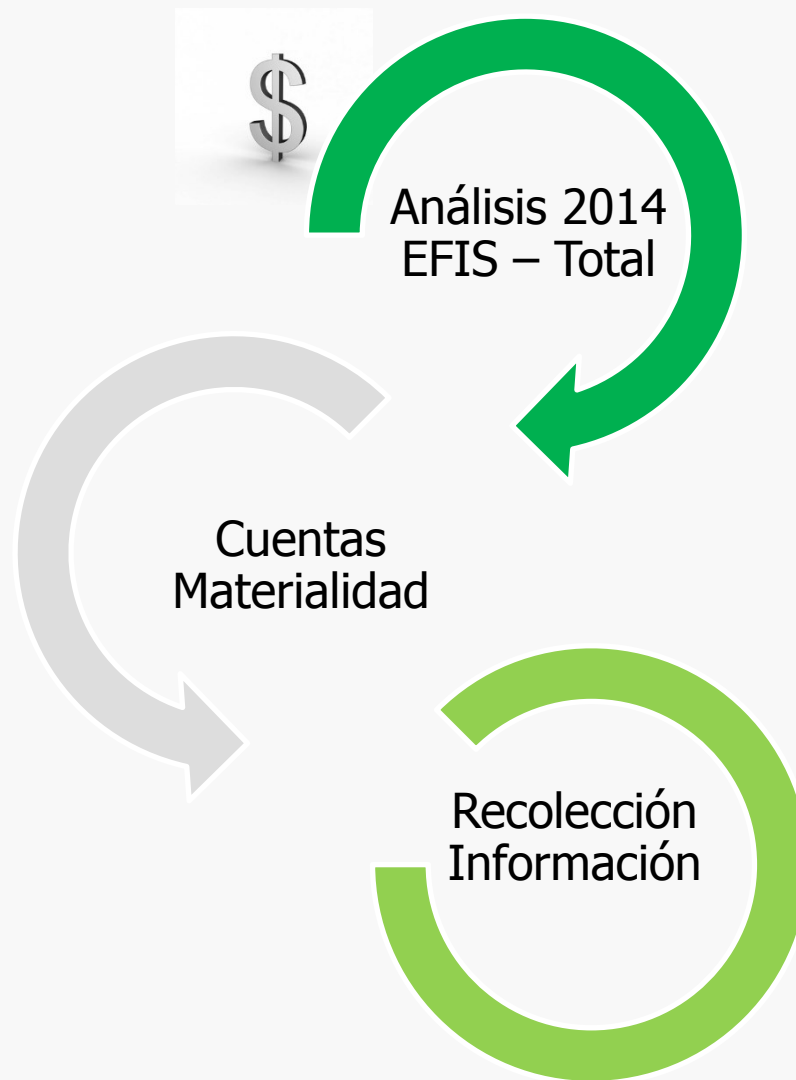 $
Análisis 2014
EFIS – Total
Cuentas
Materialidad
Recolección
Información